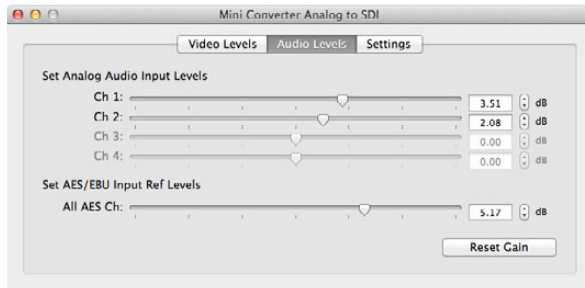 Mini Converter Analog to SDI
Video Levels Audio Levels Settings
Set Analog Audio Input Levels
Ch 1: 3.51 dB
Ch 2: 2.08 dB
Ch 3: 0.00 dB
Ch 4: 0.00 dB
Set AES/EBU Input Ref Levels
All AES Ch: 5.17 dB
Reset Gain